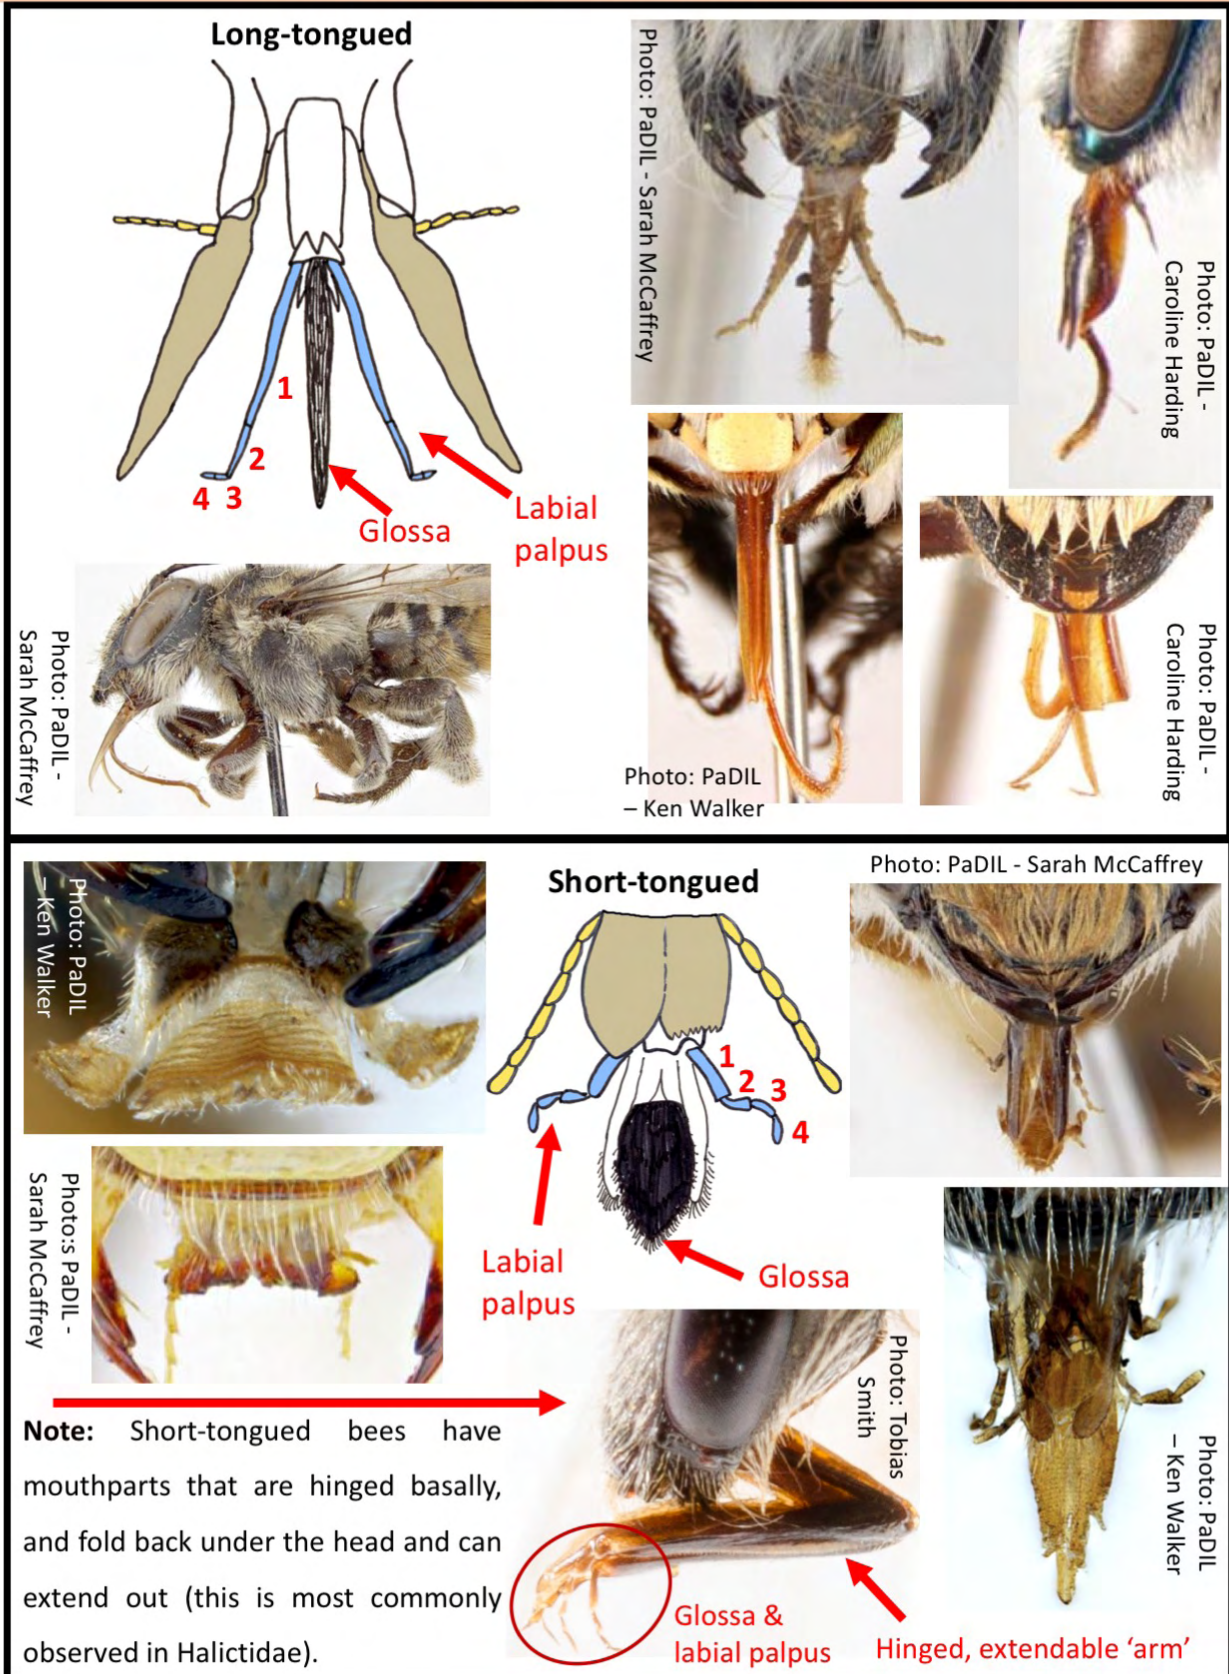 Long-tongued
Photo: PaDIL - Sarah McCaffrey
Photo: PaDIL -
Caroline Harding
1
2
4 3
Glossa
Labial
palpus
Photo: PaDIL -
Sarah McCaffrey
Photo: PaDIL
– Ken Walker
Photo: PaDIL -
Caroline Harding
Photo: PaDIL
– Ken Walker
Short-tongued
Photo: PaDIL - Sarah McCaffrey
1
2
3
4
Photo:s PaDIL -
Sarah McCaffrey
Labial
palpus
Glossa
Photo: Tobias
Smith
Photo: PaDIL
– Ken Walker
Note: Short-tongued bees have
mouthparts that are hinged basally,
and fold back under the head and can
extend out (this is most commonly
observed in Halictidae).
Glossa &
labial palpus
Hinged, extendable ‘arm’